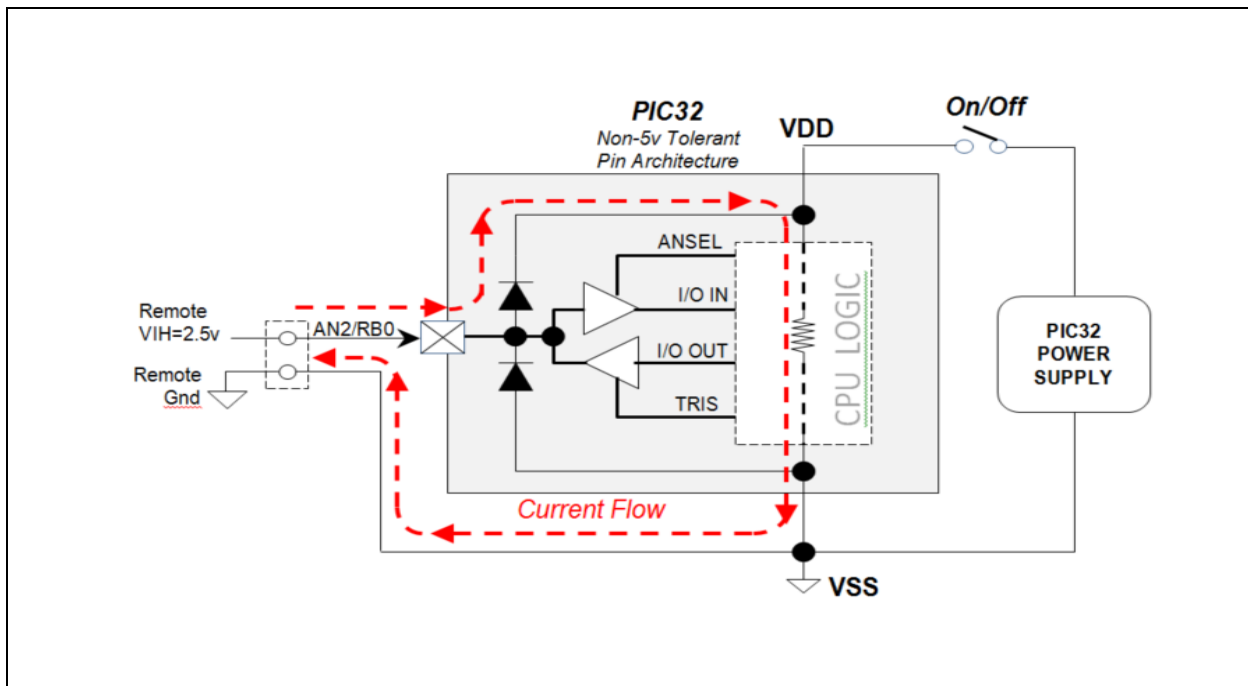 PIC32
Non-5v Tolerant
Pin Architecture
VDD
On/Off
ANSEL
I/O IN
I/O OUT
TRIS
CPU LOGIC
Remote
VIH=2.5v
AN2/RB0
Remote
Gnd
PIC32
POWER
SUPPLY
Current Flow
VSS